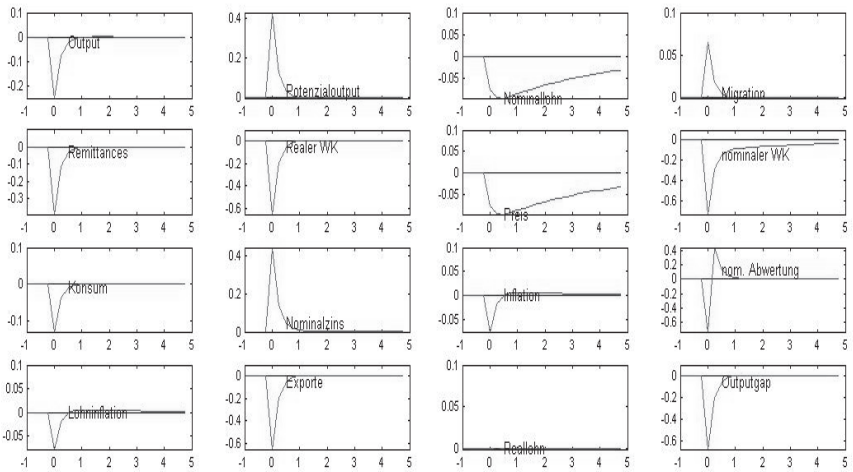 0.1 0.4 0.1
0 0 0.1
-0.1 0.2 0.05 0.05
-0.2 Output 0 Potenzialoutput 0 -0.05 Nominallohn 0 Migration
-1 0 1 2 3 4 5 -1 0 1 2 3 4 5 -1 0 1 2 3 4 5 -1 0 1 2 3 4 5
0.1 0.1
0 Remittances 0 Realer WK 0.05 0 nominaler WK
-0.1 -0.2 0 -0.2
-0.2 -0.4 -0.05 -0.4
-0.3 -0.6 Preis -0.6
-1 0 1 2 3 4 5 -1 0 1 2 3 4 5 -1 0 1 2 3 4 5 -1 0 1 2 3 4 5
0.1 0.4 0.1 0.4
0 Konsum 0.2 0.05 0.2 nom. Abwertung
-0.1 0 Nominalzins 0 Inflation 0
-0.05 -0.2
-0.4
-0.6
-1 0 1 2 3 4 5 -1 0 1 2 3 4 5 -1 0 1 2 3 4 5 -1 0 1 2 3 4 5
0.1 0 Exporte 0.1 0 Outputgap
0.05 -0.2 0.05 -0.2
0 Lohninflation -0.4 -0.4
-0.05 -0.6 0 Reallohn -0.6
-1 0 1 2 3 4 5 -1 0 1 2 3 4 5 -1 0 1 2 3 4 5 -1 0 1 2 3 4 5